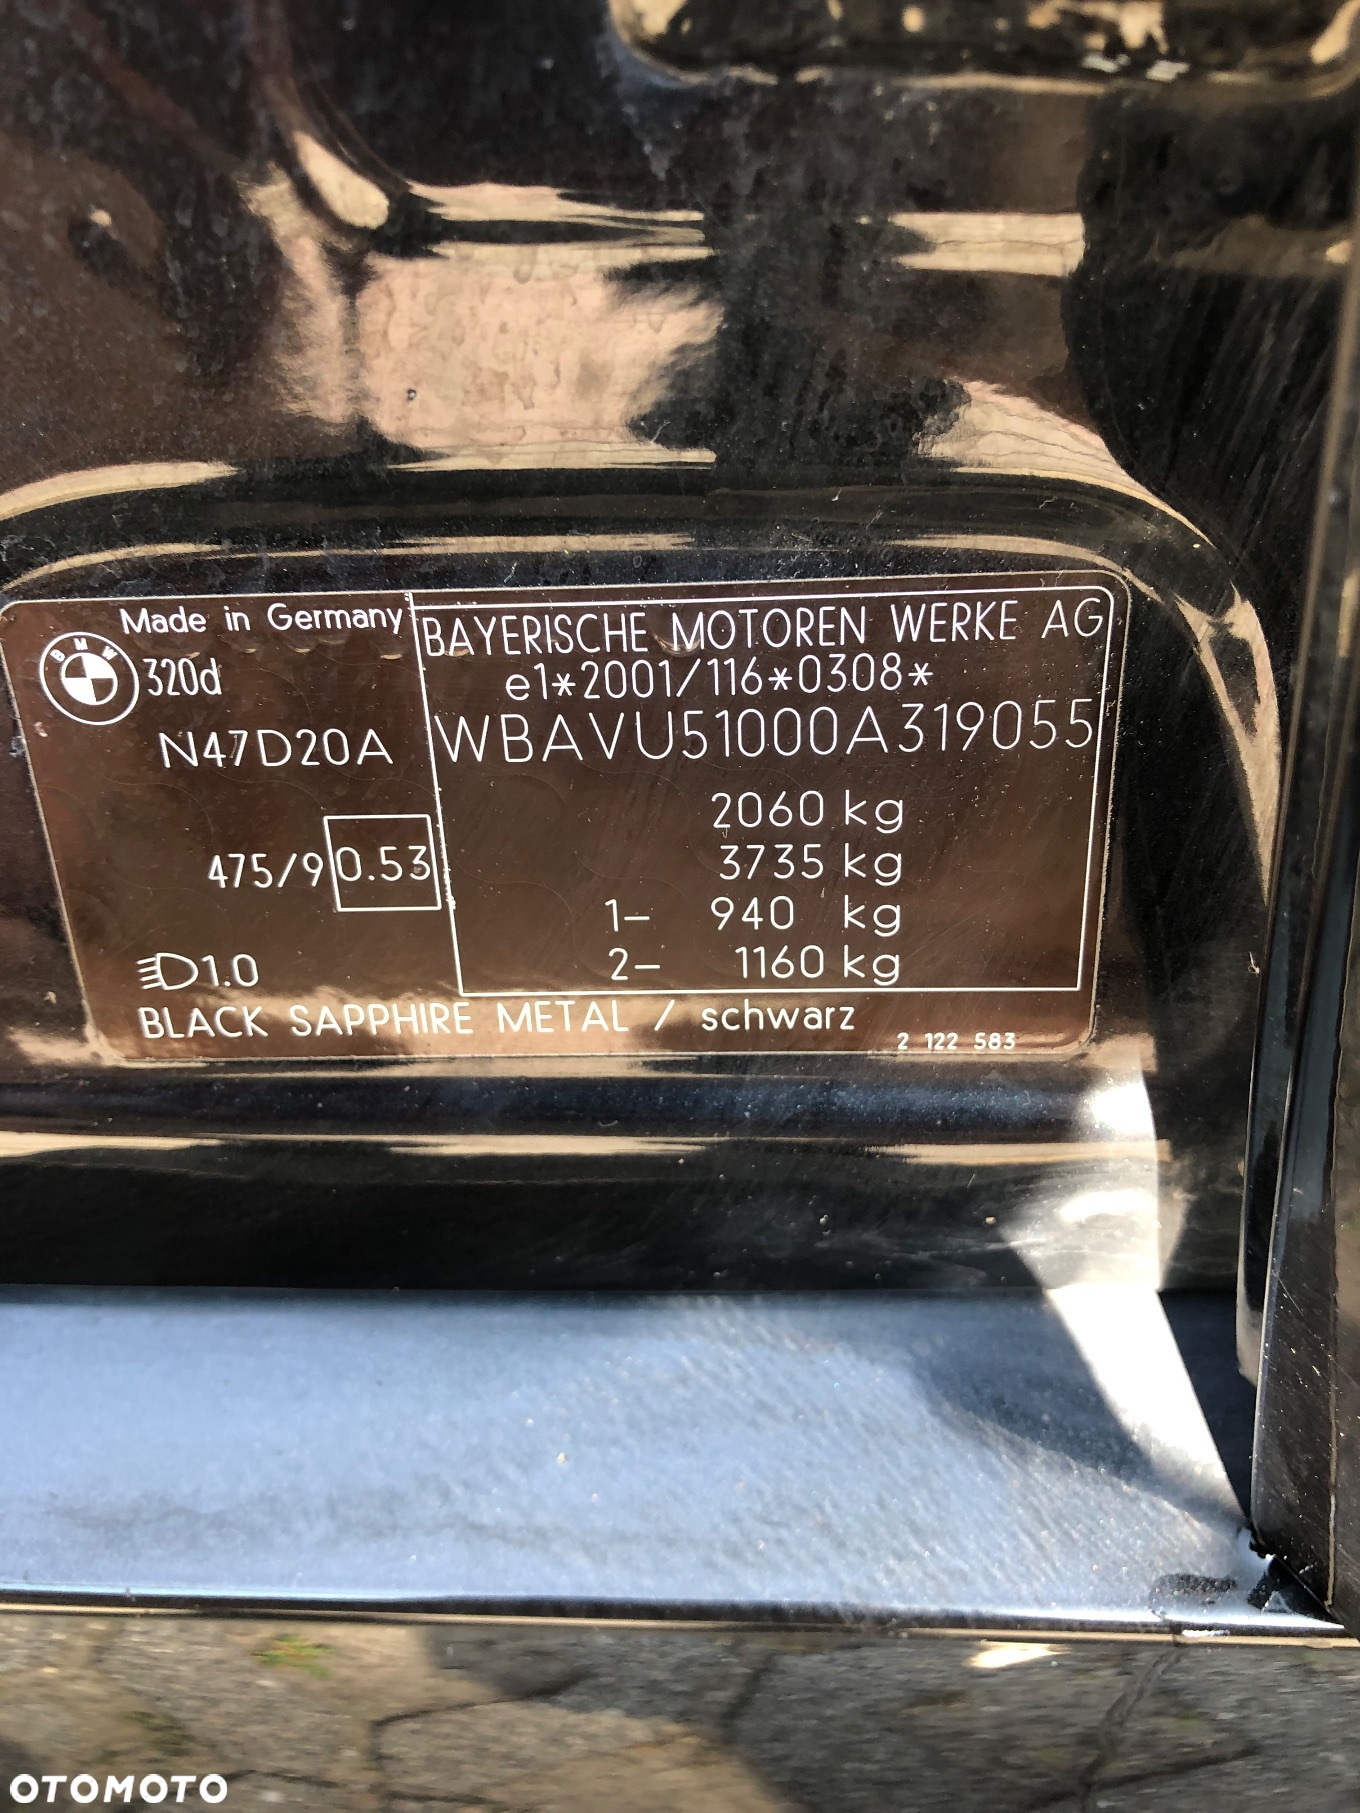 Made in Germany
BMW
320d
N47D20A
475/9 0.53
1.0
BAYERISCHE MOTOREN WERKE AG
e1*2001/116*0308*
WBAVU51000A319055
2060 kg
3735 kg
1- 940 kg
2- 1160 kg
BLACK SAPPHIRE METAL / schwarz
2 122 583
OTOMOTO